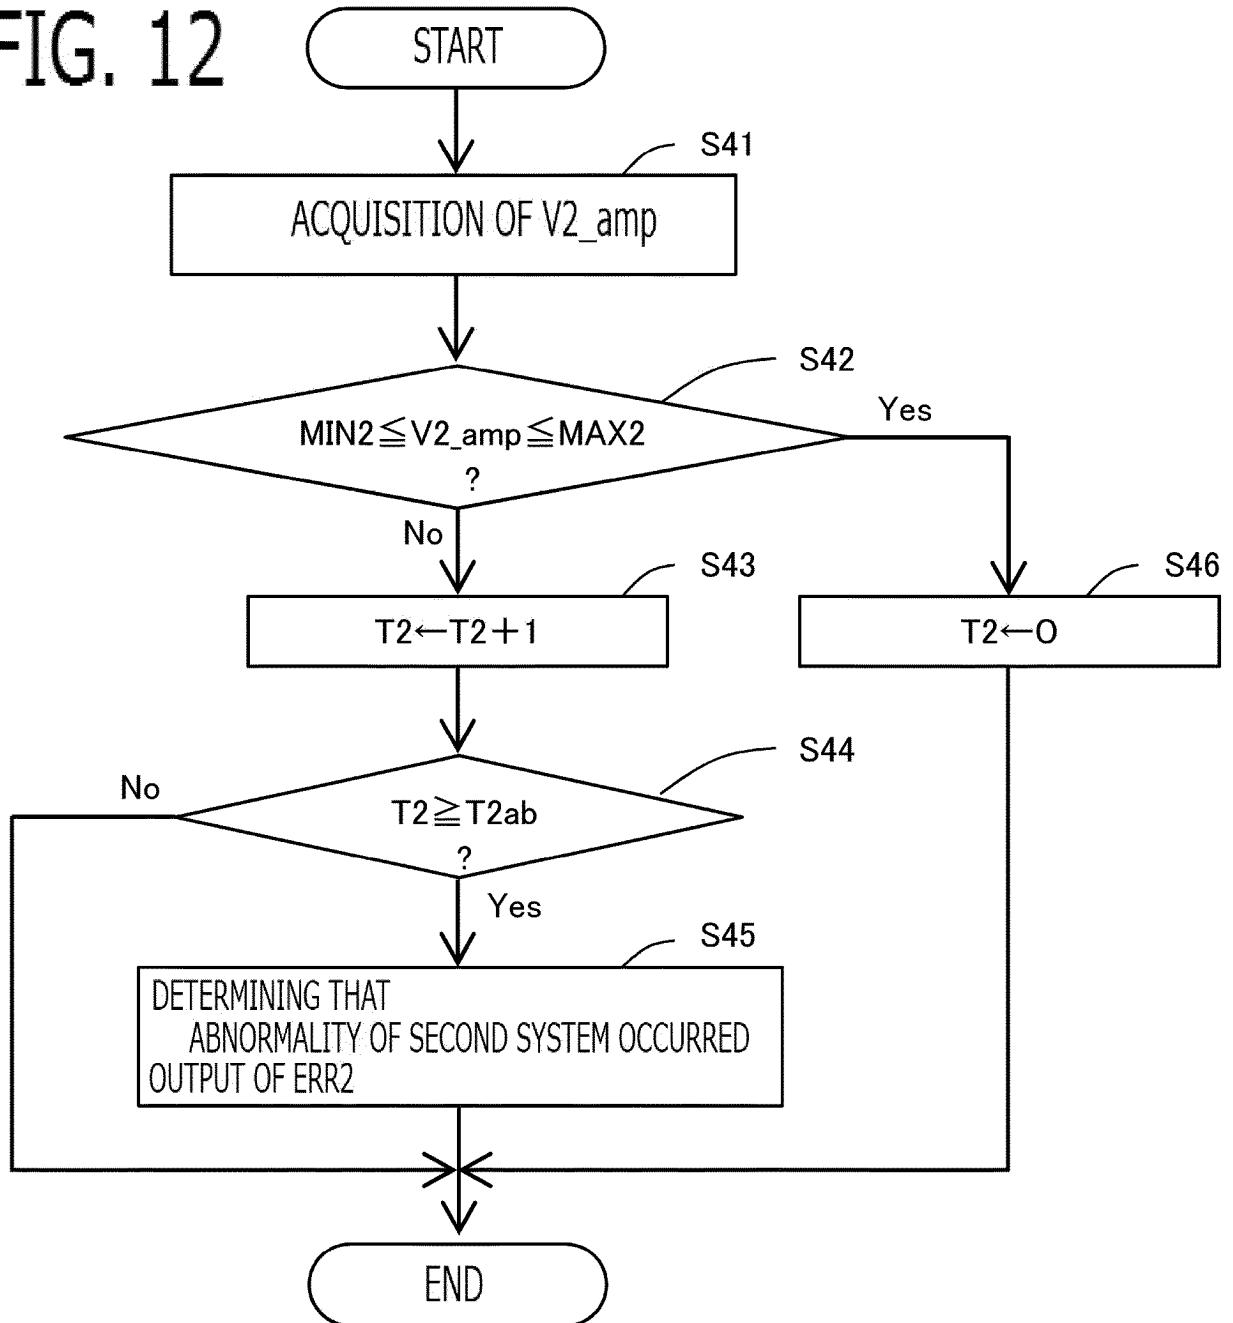 FIG. 12
START
S41
ACQUISITION OF V2_amp
S42
MIN2≦V2_amp≦MAX2
?
Yes
No
S43
T2←T2+1
S46
T2←0
S44
T2≧T2ab
?
No
Yes
S45
DETERMINING THAT
ABNORMALITY OF SECOND SYSTEM OCCURRED
OUTPUT OF ERR2
END